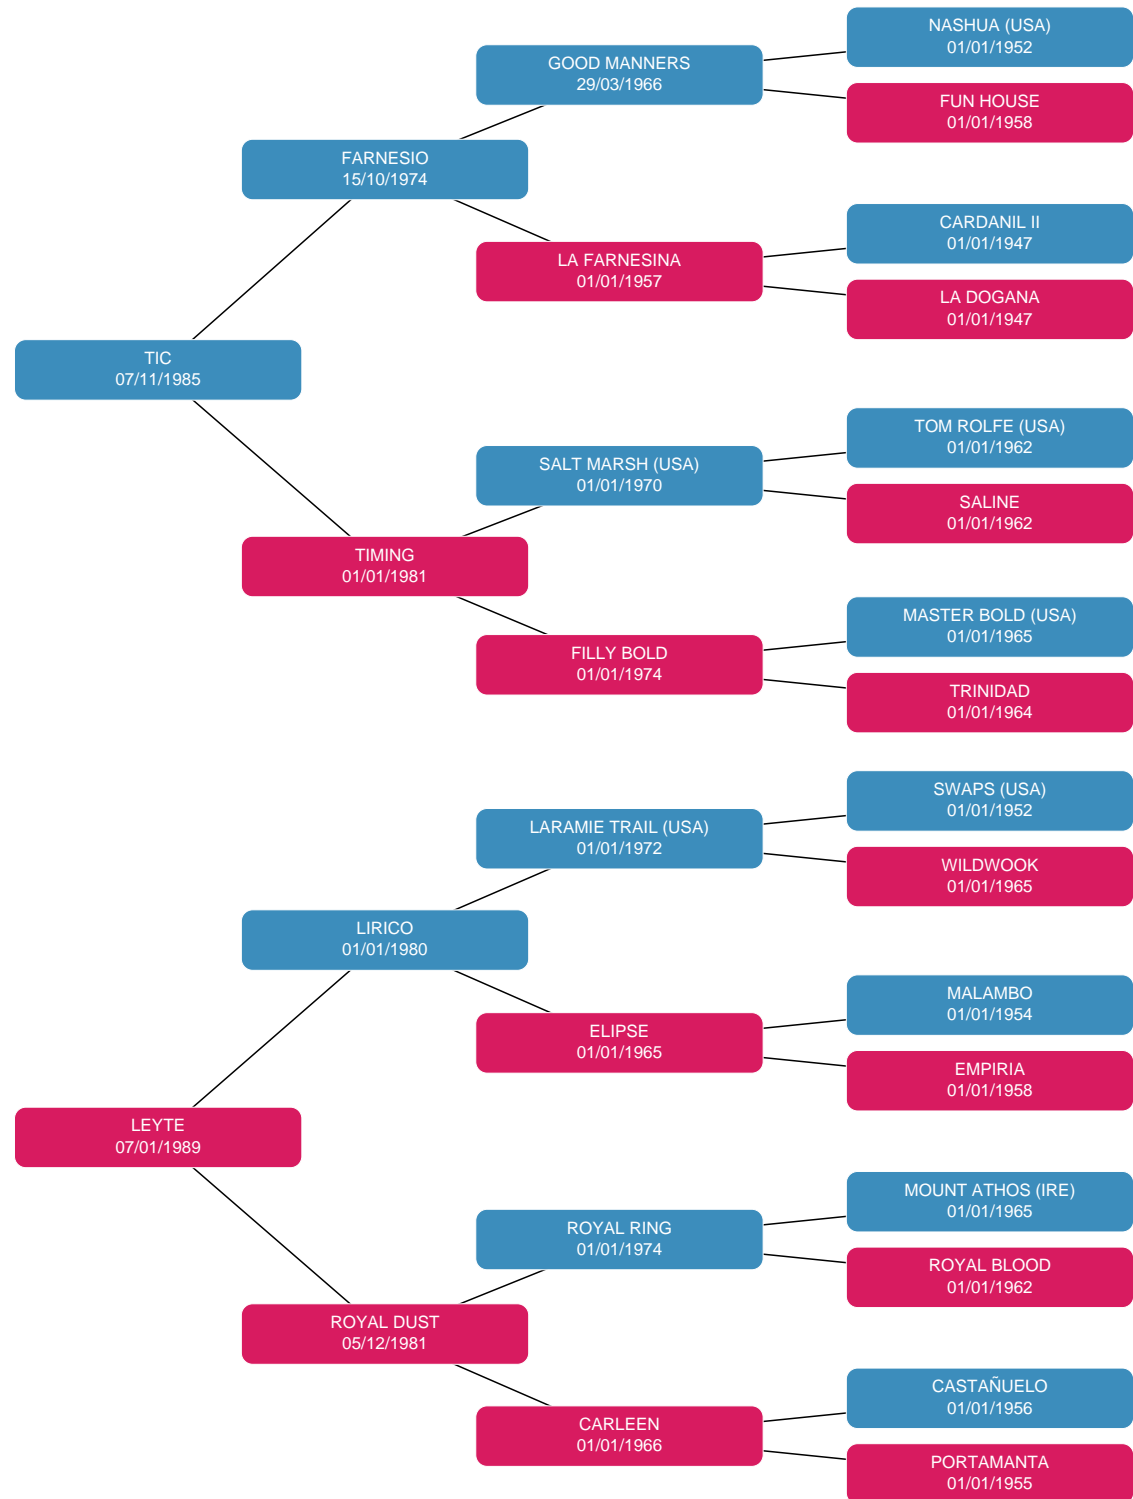 NASHUA (USA)
01/01/1952
GOOD MANNERS
29/03/1966
FUN HOUSE
01/01/1958
FARNESIO
15/10/1974
CARDANIL II
01/01/1947
LA FARNESINA
01/01/1957
LA DOGANA
01/01/1947
TIC
07/11/1985
TOM ROLFE (USA)
01/01/1962
SALT MARSH (USA)
01/01/1970
SALINE
01/01/1962
TIMING
01/01/1981
MASTER BOLD (USA)
01/01/1965
FILLY BOLD
01/01/1974
TRINIDAD
01/01/1964
SWAPS (USA)
01/01/1952
LARAMIE TRAIL (USA)
01/01/1972
WILDWOOK
01/01/1965
LIRICO
01/01/1980
MALAMBO
01/01/1954
ELIPSE
01/01/1965
EMPIRIA
01/01/1958
LEYTE
07/01/1989
MOUNT ATHOS (IRE)
01/01/1965
ROYAL RING
01/01/1974
ROYAL BLOOD
01/01/1962
ROYAL DUST
05/12/1981
CASTAÑUELO
01/01/1956
CARLEEN
01/01/1966
PORTAMANTA
01/01/1955